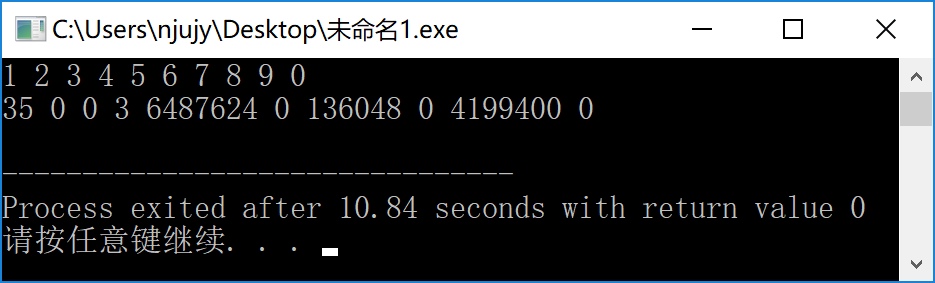 C:\Users\njujy\Desktop\未命名1.exe
1 2 3 4 5 6 7 8 9 0
35 0 0 3 6487624 0 136048 0 4199400 0
--------------------------------
Process exited after 10.84 seconds with return value 0
请按任意键继续. . .